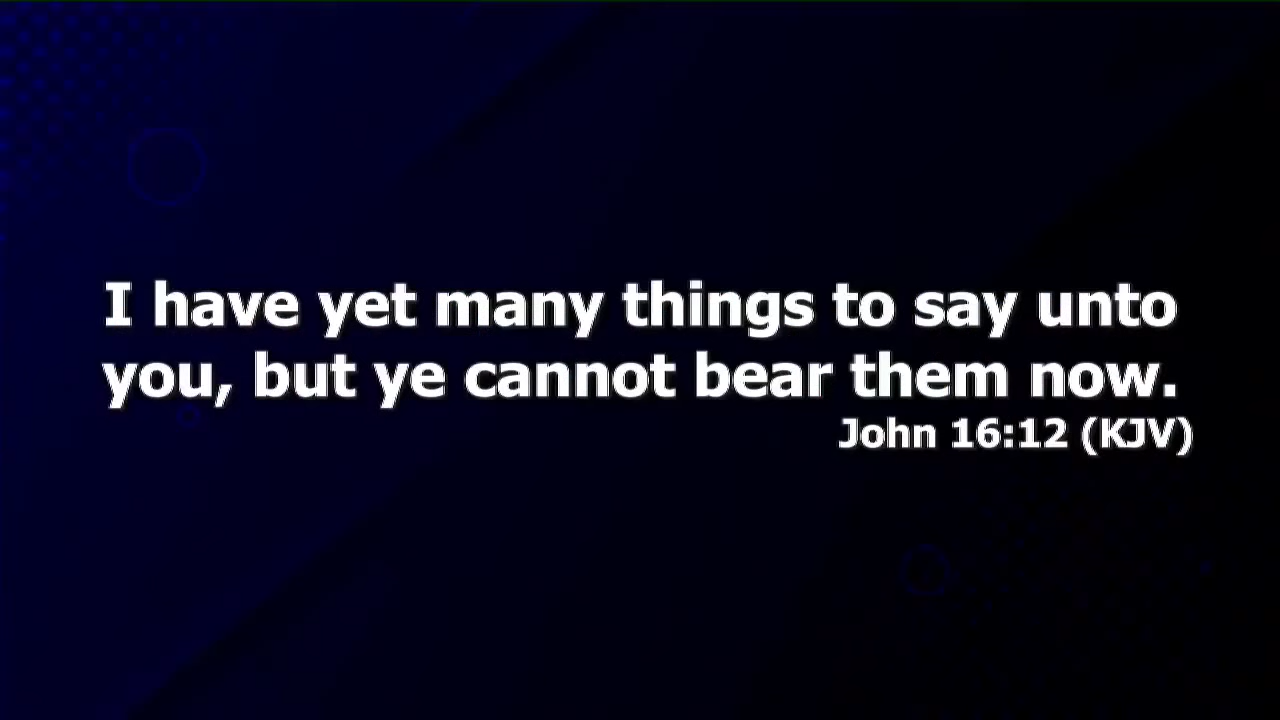 I have yet many things to say unto
you, but ye cannot bear them now.
John 16:12 (KJV)